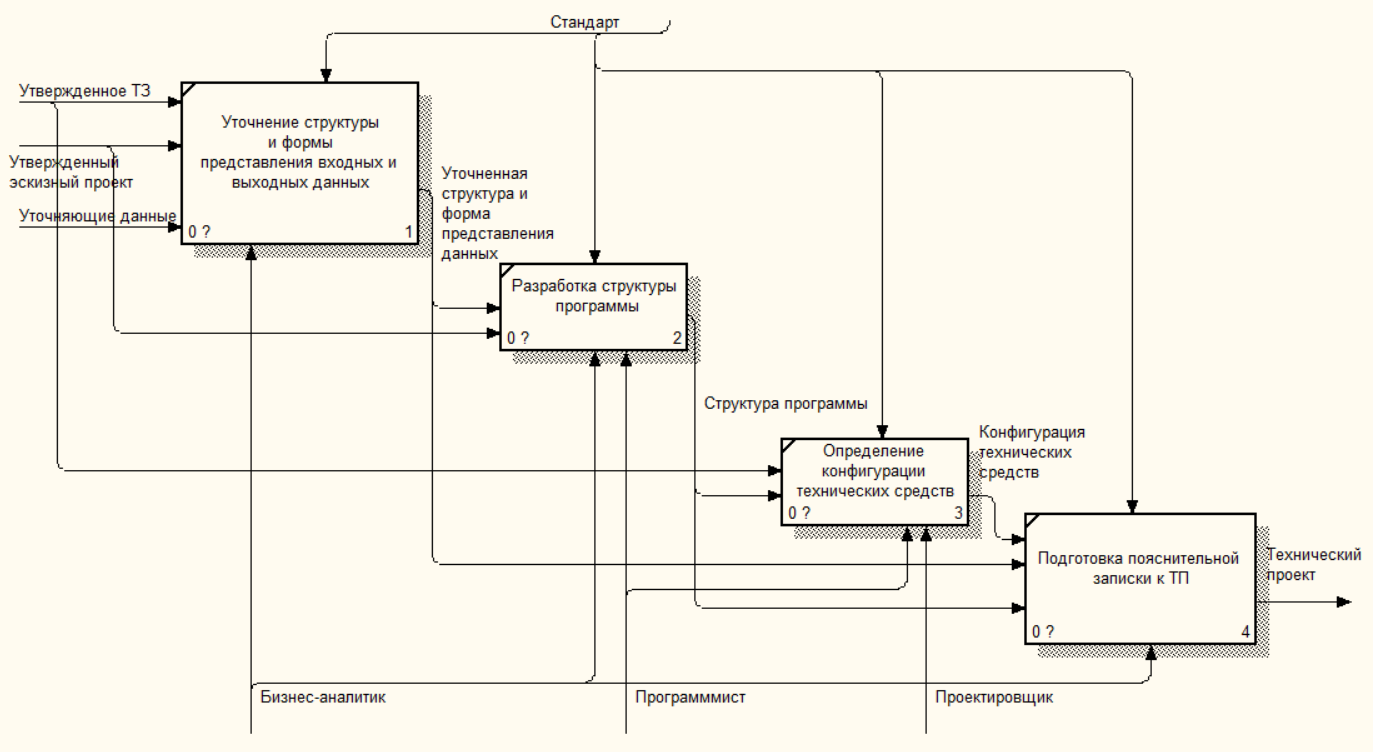 Стандарт
Утвержденное ТЗ
Утвержденный
эскизный проект
Уточняющие данные
Уточнение структуры
и формы
представления входных и
выходных данных
0 ?
1
Уточненная
структура и
форма
представления
данных
Разработка структуры
программы
0 ?
2
Структура программы
Определение
конфигурации
технических средств
0 ?
3
Конфигурация
технических
средств
Подготовка пояснительной
записки к ТП
0 ?
4
Технический
проект
Бизнес-аналитик
Программмист
Проектировщик